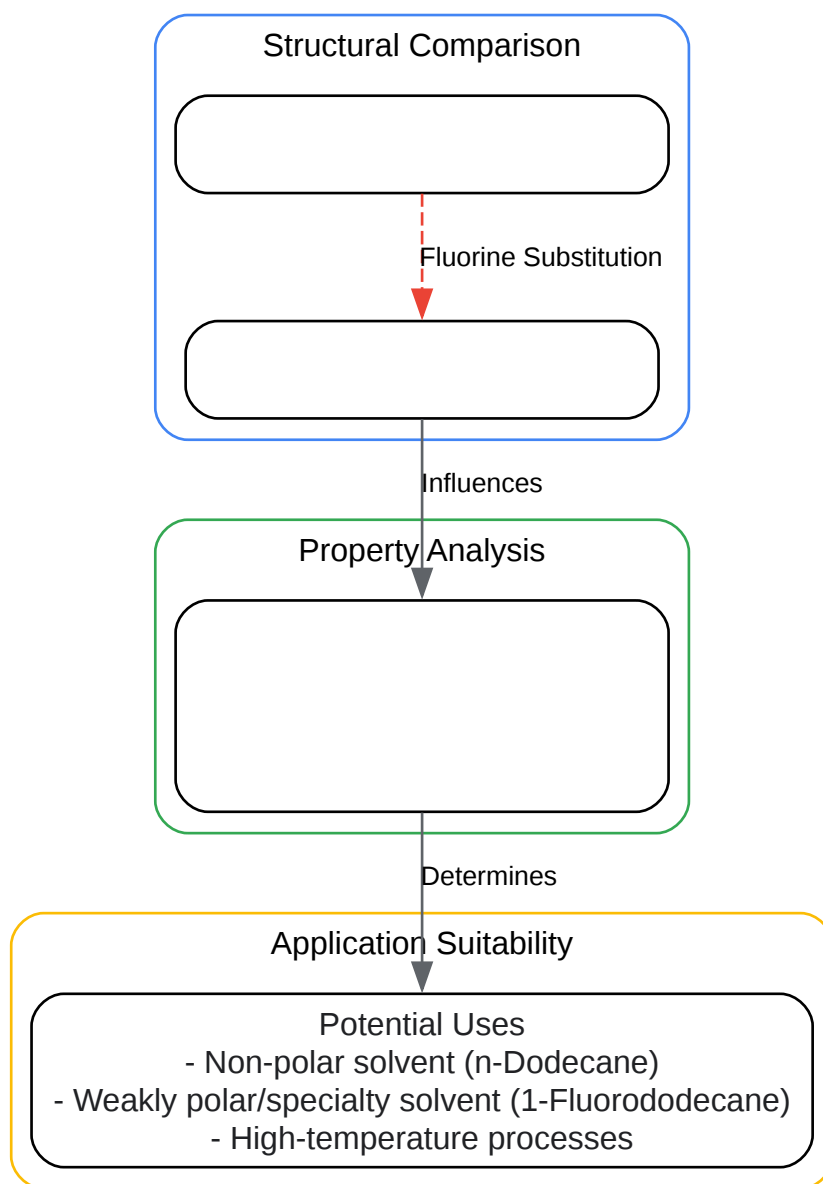 Structural Comparison
Fluorine Substitution
Influences
Property Analysis
Determines
Application Suitability
Potential Uses
- Non-polar solvent (n-Dodecane)
- Weakly polar/specialty solvent (1-Fluorododecane)
- High-temperature processes